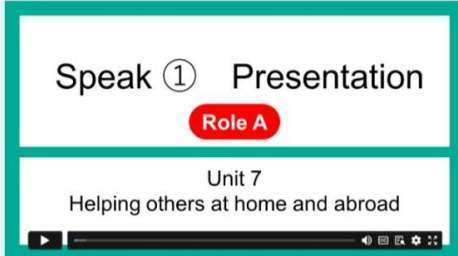 Speak ① Presentation
Role A
Unit 7
Helping others at home and abroad